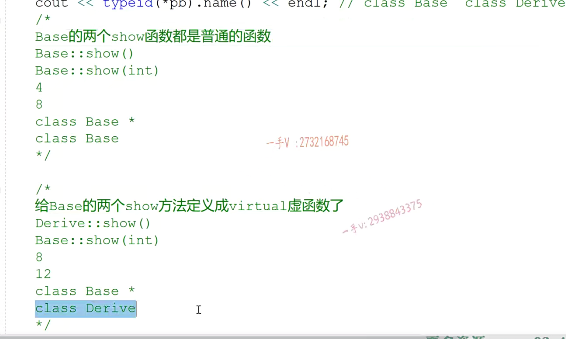 cout << typeid(*pb).name() << endl; // class Base  class Derive
/*
Base的两个show函数都是普通的函数
Base::show()
Base::show(int)
4
8
class Base *
class Base
*/
一手V :2732168745
/*
给Base的两个show方法定义成virtual虚函数了
一手v:2938843375
Derive::show()
Base::show(int)
8
12
class Base *
class Derive
*/